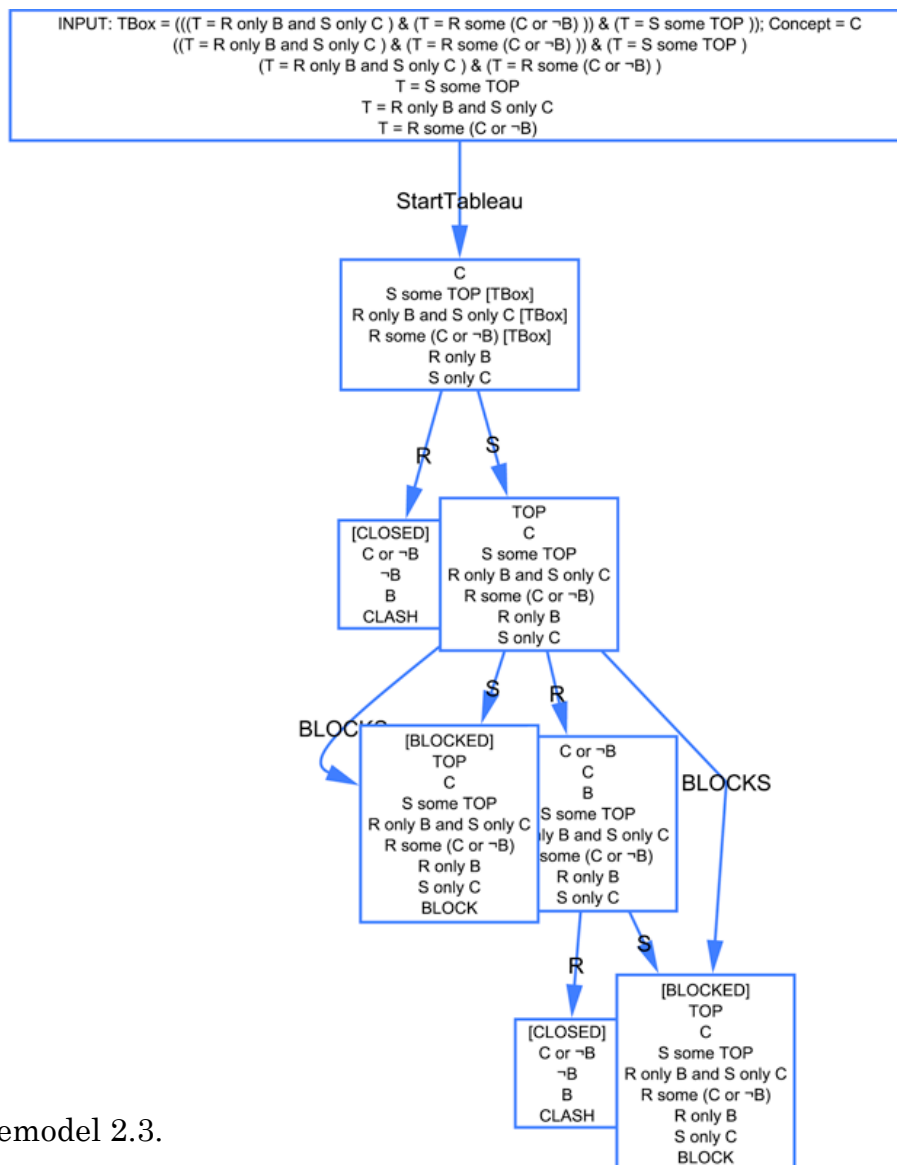 INPUT: TBox = (((T = R only B and S only C ) & (T = R some (C or ¬B) )) & (T = S some TOP )); Concept = C
((T = R only B and S only C ) & (T = R some (C or ¬B) )) & (T = S some TOP )
(T = R only B and S only C ) & (T = R some (C or ¬B) )
T = S some TOP
T = R only B and S only C
T = R some (C or ¬B)
StartTableau
C
S some TOP [TBox]
R only B and S only C [TBox]
R some (C or ¬B) [TBox]
R only B
S only C
R
S
[CLOSED]
C or ¬B
¬B
B
CLASH
TOP
C
S some TOP
R only B and S only C
R some (C or ¬B)
R only B
S only C
BLOCKS
S
R
BLOCKS
[BLOCKED]
TOP
C
S some TOP
R only B and S only C
R some (C or ¬B)
R only B
S only C
BLOCK
C or ¬B
C
B
S some TOP
ly B and S only C
some (C or ¬B)
R only B
S only C
R
S
[CLOSED]
C or ¬B
¬B
B
CLASH
[BLOCKED]
TOP
C
S some TOP
R only B and S only C
R some (C or ¬B)
R only B
S only C
BLOCK
emodel 2.3.